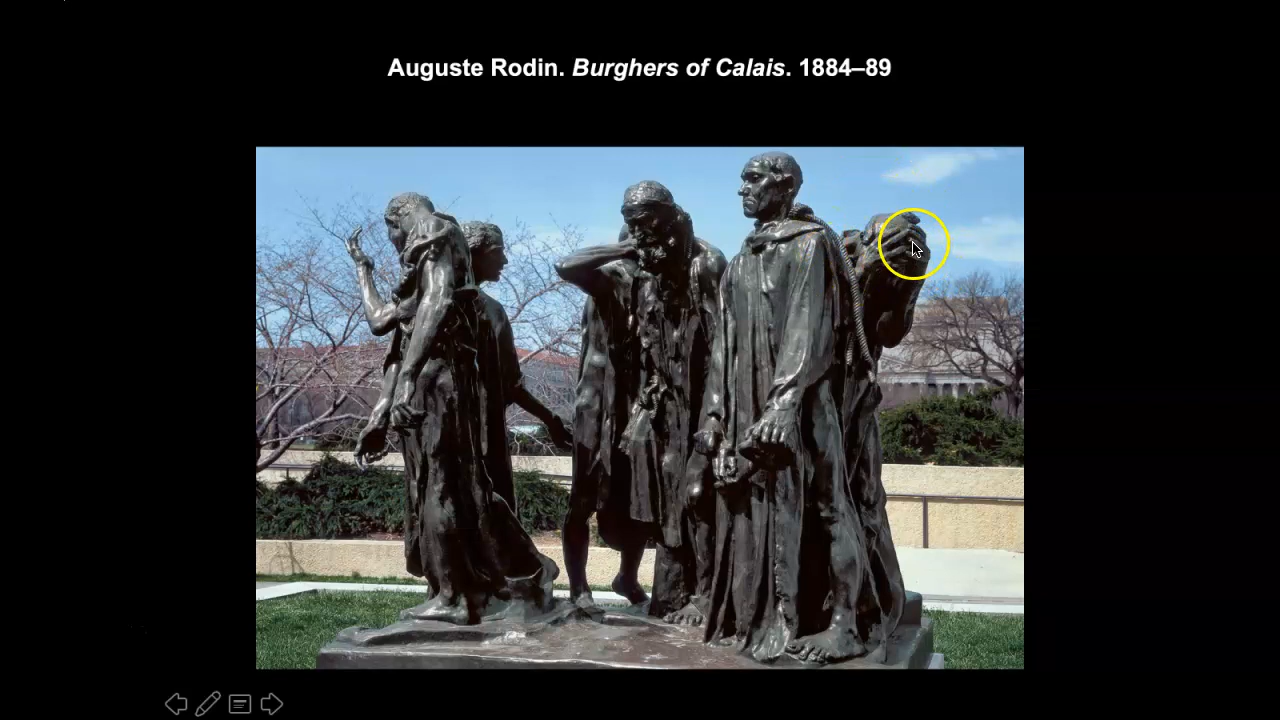 Auguste Rodin. Burghers of Calais. 1884–89